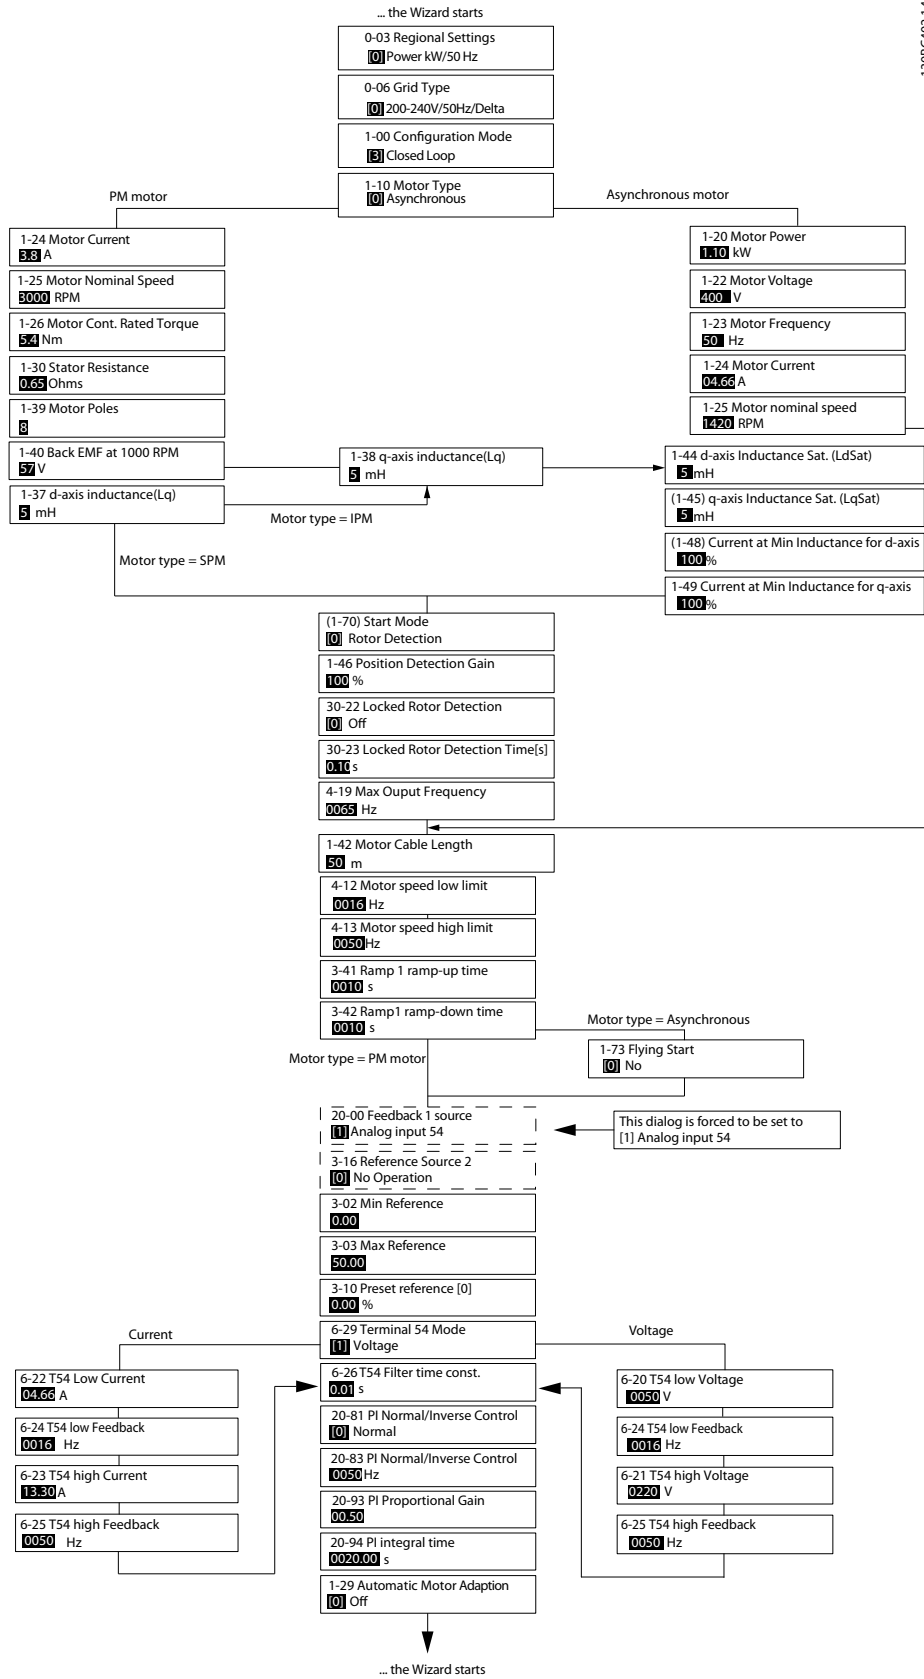 ... the Wizard starts
0-03 Regional Settings
[0] Power kW/50 Hz
0-06 Grid Type
[0] 200-240V/50Hz/Delta
1-00 Configuration Mode
[3] Closed Loop
1-10 Motor Type
[0] Asynchronous
PM motor
Asynchronous motor
1-24 Motor Current
3.8 A
1-25 Motor Nominal Speed
3000 RPM
1-26 Motor Cont. Rated Torque
5.4 Nm
1-30 Stator Resistance
0.65 Ohms
1-39 Motor Poles
8
1-40 Back EMF at 1000 RPM
57 V
1-37 d-axis inductance(Lq)
5 mH
1-20 Motor Power
1.10 kW
1-22 Motor Voltage
400 V
1-23 Motor Frequency
50 Hz
1-24 Motor Current
04.66 A
1-25 Motor nominal speed
1420 RPM
1-38 q-axis inductance(Lq)
5 mH
Motor type = IPM
Motor type = SPM
1-44 d-axis Inductance Sat. (LdSat)
5 mH
(1-45) q-axis Inductance Sat. (LqSat)
5 mH
(1-48) Current at Min Inductance for d-axis
100 %
1-49 Current at Min Inductance for q-axis
100 %
(1-70) Start Mode
[0] Rotor Detection
1-46 Position Detection Gain
100 %
30-22 Locked Rotor Detection
[0] Off
30-23 Locked Rotor Detection Time[s]
0.10 s
4-19 Max Ouput Frequency
0065 Hz
1-42 Motor Cable Length
50 m
4-12 Motor speed low limit
0016 Hz
4-13 Motor speed high limit
0050 Hz
3-41 Ramp 1 ramp-up time
0010 s
3-42 Ramp1 ramp-down time
0010 s
Motor type = Asynchronous
Motor type = PM motor
1-73 Flying Start
[0] No
20-00 Feedback 1 source
[1] Analog input 54
This dialog is forced to be set to
[1] Analog input 54
3-16 Reference Source 2
[0] No Operation
3-02 Min Reference
0.00
3-03 Max Reference
50.00
3-10 Preset reference [0]
0.00 %
6-29 Terminal 54 Mode
[1] Voltage
Current
Voltage
6-22 T54 Low Current
04.66 A
6-24 T54 low Feedback
0016 Hz
6-23 T54 high Current
13.30 A
6-25 T54 high Feedback
0050 Hz
6-26 T54 Filter time const.
0.01 s
20-81 PI Normal/Inverse Control
[0] Normal
20-83 PI Normal/Inverse Control
0050 Hz
20-93 PI Proportional Gain
00.50
20-94 PI integral time
0020.00 s
1-29 Automatic Motor Adaption
[0] Off
6-20 T54 low Voltage
0050 V
6-24 T54 low Feedback
0016 Hz
6-21 T54 high Voltage
0220 V
6-25 T54 high Feedback
0050 Hz
... the Wizard starts